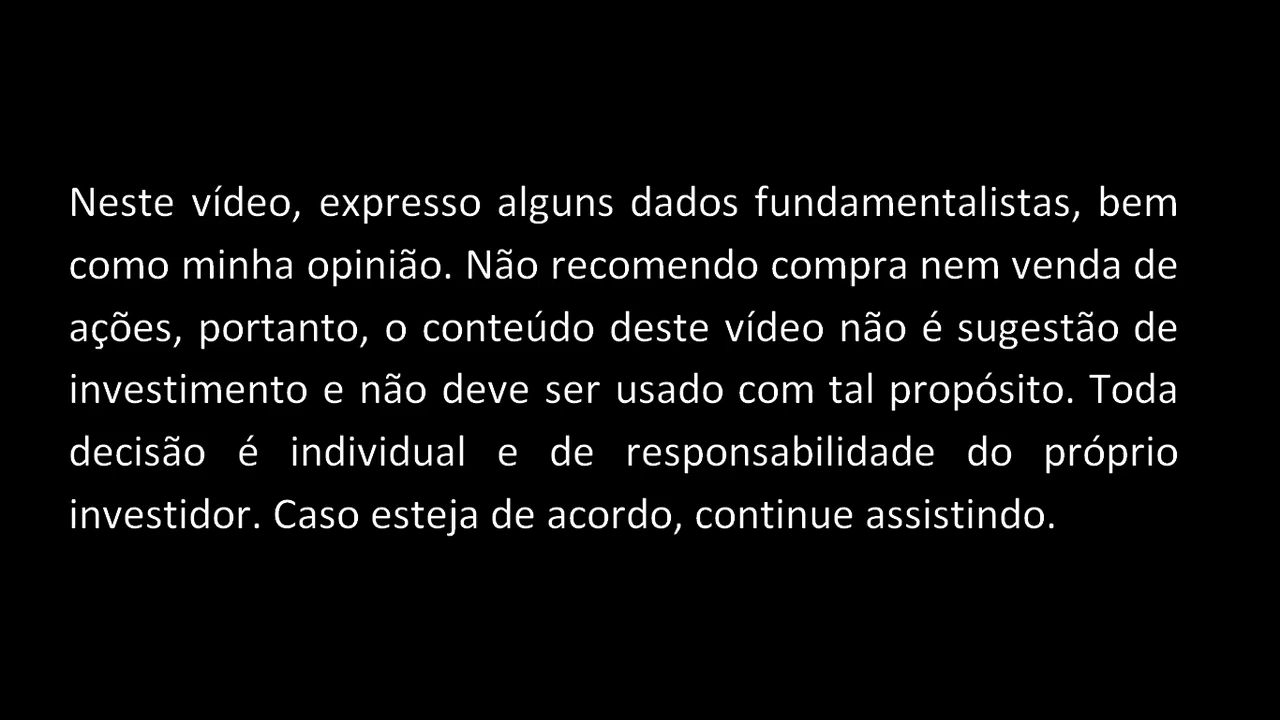 Neste vídeo, expresso alguns dados fundamentalistas, bem
como minha opinião. Não recomendo compra nem venda de
ações, portanto, o conteúdo deste vídeo não é sugestão de
investimento e não deve ser usado com tal propósito. Toda
decisão é individual e de responsabilidade do próprio
investidor. Caso esteja de acordo, continue assistindo.